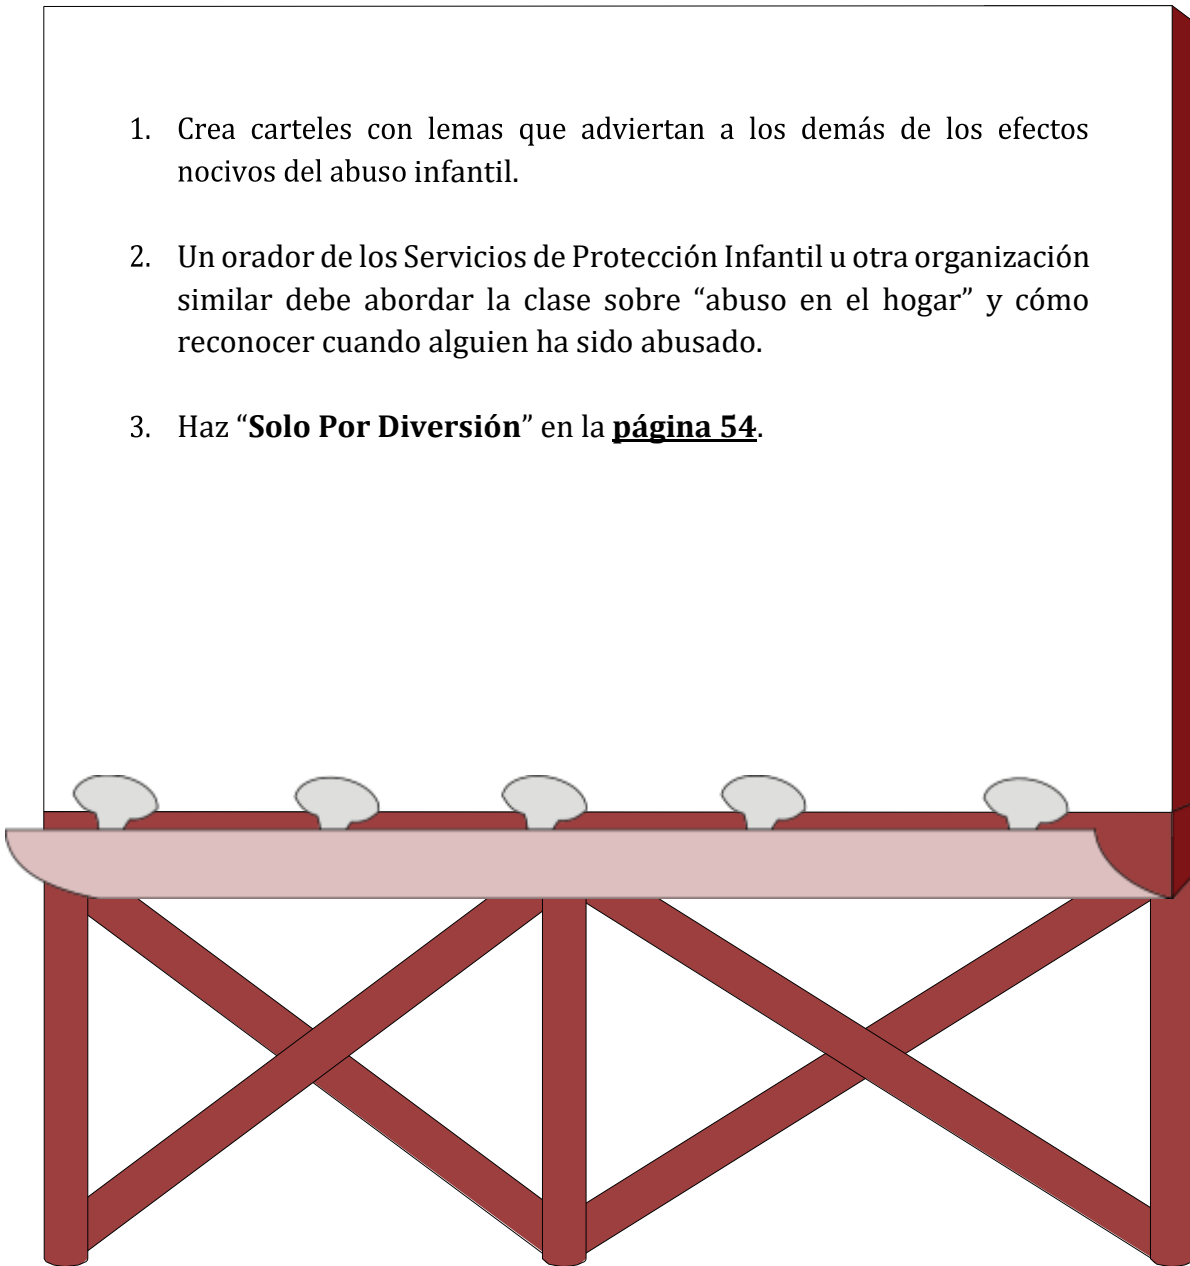 1. Crea carteles con lemas que adviertan a los demás de los efectos
nocivos del abuso infantil.
2. Un orador de los Servicios de Protección Infantil u otra organización
similar debe abordar la clase sobre “abuso en el hogar” y cómo
reconocer cuando alguien ha sido abusado.
3. Haz “Solo Por Diversión” en la página 54.